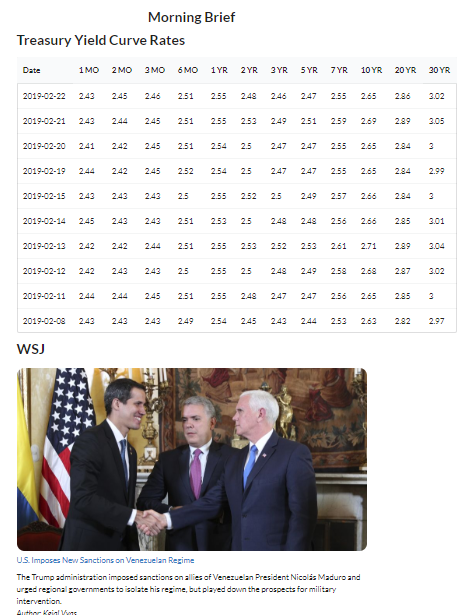 Morning Brief
Treasury Yield Curve Rates
Date 1 MO 2 MO 3 MO 6 MO 1 YR 2 YR 3 YR 5 YR 7 YR 10 YR 20 YR 30 YR
2019-02-22 2.43 2.45 2.46 2.51 2.55 2.48 2.46 2.47 2.55 2.65 2.86 3.02
2019-02-21 2.43 2.44 2.45 2.51 2.55 2.53 2.49 2.51 2.59 2.69 2.89 3.05
2019-02-20 2.41 2.42 2.45 2.51 2.54 2.5 2.47 2.47 2.55 2.65 2.84 3
2019-02-19 2.44 2.42 2.45 2.52 2.54 2.5 2.47 2.47 2.55 2.65 2.84 2.99
2019-02-15 2.43 2.43 2.43 2.5 2.55 2.52 2.5 2.49 2.57 2.66 2.84 3
2019-02-14 2.45 2.43 2.43 2.51 2.53 2.5 2.48 2.48 2.56 2.66 2.85 3.01
2019-02-13 2.42 2.42 2.44 2.51 2.55 2.53 2.52 2.53 2.61 2.71 2.89 3.04
2019-02-12 2.42 2.43 2.43 2.5 2.55 2.5 2.48 2.49 2.58 2.68 2.87 3.02
2019-02-11 2.44 2.44 2.45 2.51 2.55 2.48 2.47 2.47 2.56 2.65 2.85 3
2019-02-08 2.43 2.43 2.43 2.49 2.54 2.45 2.43 2.44 2.53 2.63 2.82 2.97
WSJ
U.S. Imposes New Sanctions on Venezuelan Regime
The Trump administration imposed sanctions on allies of Venezuelan President Nicolás Maduro and
urged regional governments to isolate his regime, but played down the prospects for military
intervention.
Author: Kejal Vyas